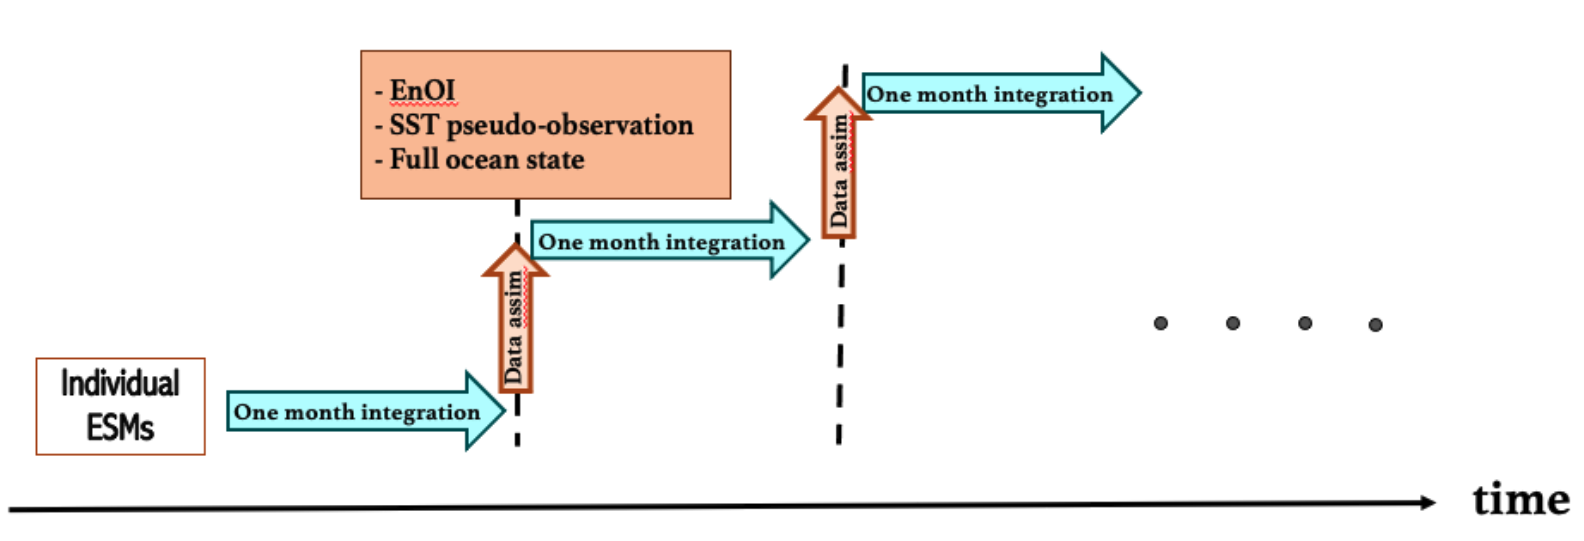 - EnOI
- SST pseudo-observation
- Full ocean state
One month integration
Data assim
One month integration
Data assim
Individual
ESMs
One month integration
time